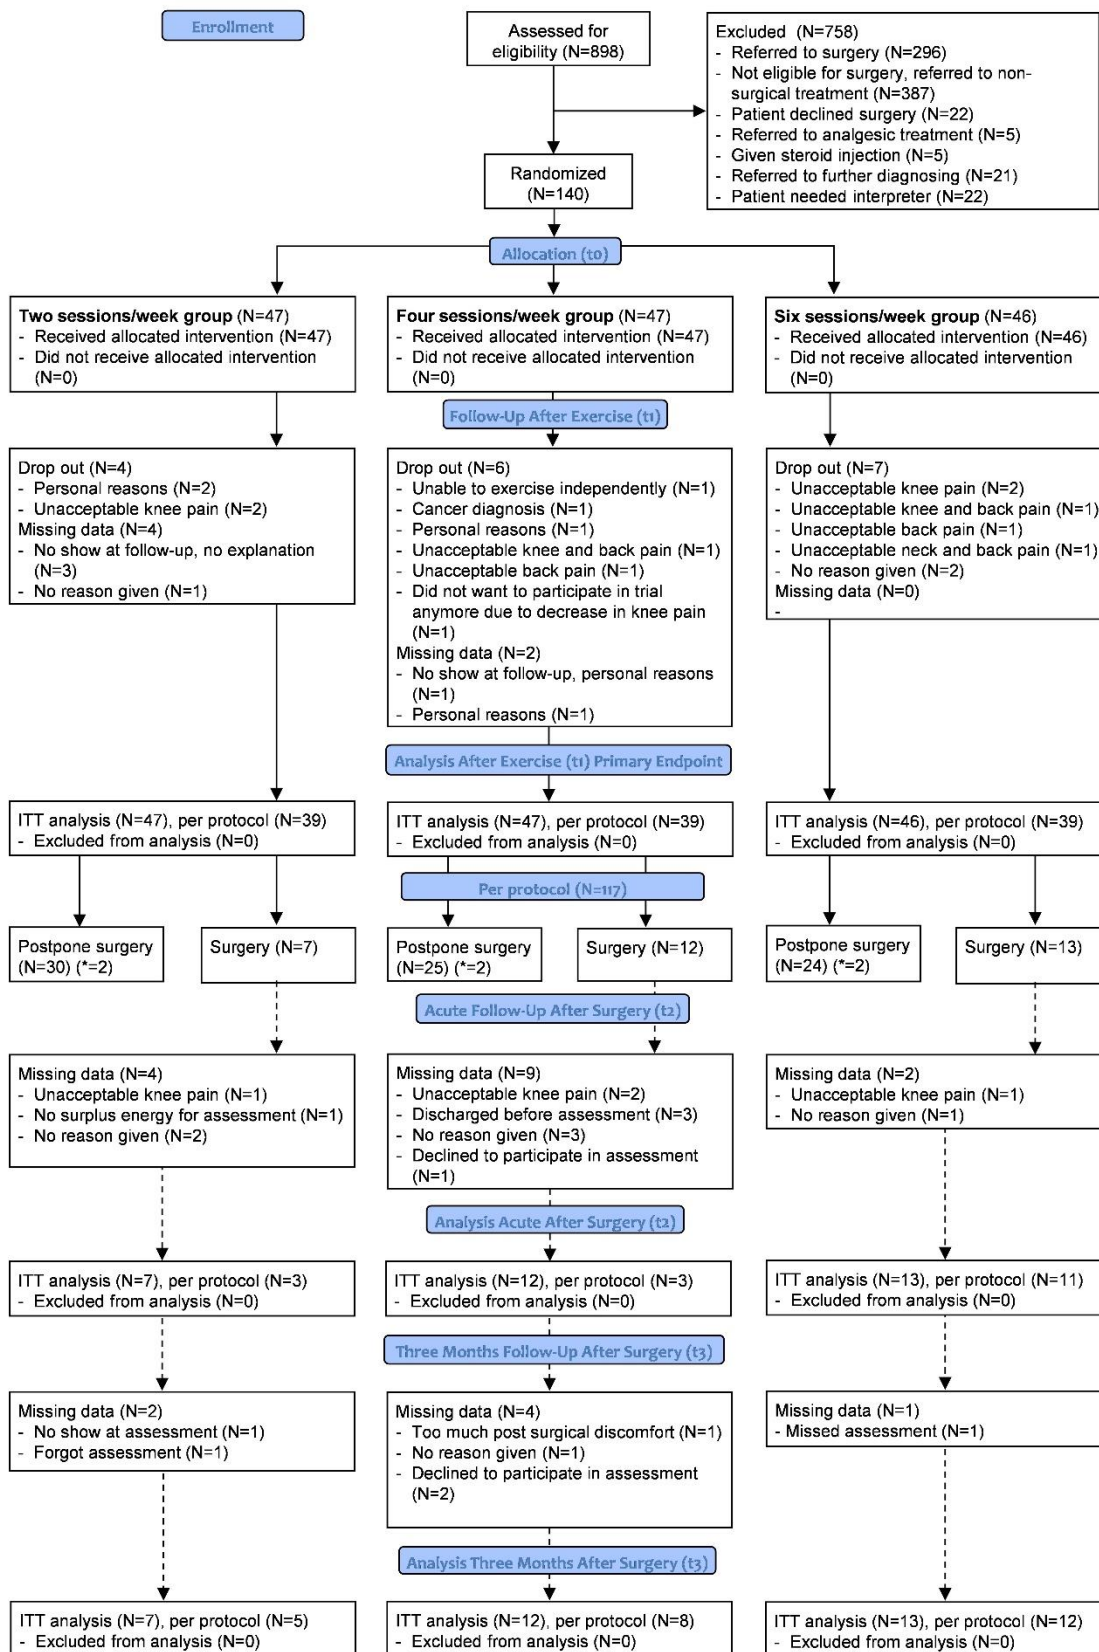 Enrollment
Assessed for
eligibility (N=898)
Excluded (N=758)
- Referred to surgery (N=296)
- Not eligible for surgery, referred to non-
surgical treatment (N=387)
- Patient declined surgery (N=22)
- Referred to analgesic treatment (N=5)
- Given steroid injection (N=5)
- Referred to further diagnosing (N=21)
- Patient needed interpreter (N=22)
Randomized
(N=140)
Allocation (t0)
Two sessions/week group (N=47)
- Received allocated intervention (N=47)
- Did not receive allocated intervention
(N=0)
Four sessions/week group (N=47)
- Received allocated intervention (N=47)
- Did not receive allocated intervention
(N=0)
Six sessions/week group (N=46)
- Received allocated intervention (N=46)
- Did not receive allocated intervention
(N=0)
Follow-Up After Exercise (t1)
Drop out (N=4)
- Personal reasons (N=2)
- Unacceptable knee pain (N=2)
Missing data (N=4)
- No show at follow-up, no explanation
(N=3)
- No reason given (N=1)
Drop out (N=6)
- Unable to exercise independently (N=1)
- Cancer diagnosis (N=1)
- Personal reasons (N=1)
- Unacceptable knee and back pain (N=1)
- Unacceptable back pain (N=1)
- Did not want to participate in trial
anymore due to decrease in knee pain
(N=1)
Missing data (N=2)
- No show at follow-up, personal reasons
(N=1)
- Personal reasons (N=1)
Drop out (N=7)
- Unacceptable knee pain (N=2)
- Unacceptable knee and back pain (N=1)
- Unacceptable back pain (N=1)
- Unacceptable neck and back pain (N=1)
- No reason given (N=2)
Missing data (N=0)
-
Analysis After Exercise (t1) Primary Endpoint
ITT analysis (N=47), per protocol (N=39)
- Excluded from analysis (N=0)
ITT analysis (N=47), per protocol (N=39)
- Excluded from analysis (N=0)
ITT analysis (N=46), per protocol (N=39)
- Excluded from analysis (N=0)
Per protocol (N=117)
Postpone surgery
(N=30) (*=2)
Surgery (N=7)
Postpone surgery
(N=25) (*=2)
Surgery (N=12)
Postpone surgery
(N=24) (*=2)
Surgery (N=13)
Acute Follow-Up After Surgery (t2)
Missing data (N=4)
- Unacceptable knee pain (N=1)
- No surplus energy for assessment (N=1)
- No reason given (N=2)
Missing data (N=9)
- Unacceptable knee pain (N=2)
- Discharged before assessment (N=3)
- No reason given (N=3)
- Declined to participate in assessment
(N=1)
Missing data (N=2)
- Unacceptable knee pain (N=1)
- No reason given (N=1)
Analysis Acute After Surgery (t2)
ITT analysis (N=7), per protocol (N=3)
- Excluded from analysis (N=0)
ITT analysis (N=12), per protocol (N=3)
- Excluded from analysis (N=0)
ITT analysis (N=13), per protocol (N=11)
- Excluded from analysis (N=0)
Three Months Follow-Up After Surgery (t3)
Missing data (N=2)
- No show at assessment (N=1)
- Forgot assessment (N=1)
Missing data (N=4)
- Too much post surgical discomfort (N=1)
- No reason given (N=1)
- Declined to participate in assessment
(N=2)
Missing data (N=1)
- Missed assessment (N=1)
Analysis Three Months After Surgery (t3)
ITT analysis (N=7), per protocol (N=5)
- Excluded from analysis (N=0)
ITT analysis (N=12), per protocol (N=8)
- Excluded from analysis (N=0)
ITT analysis (N=13), per protocol (N=12)
- Excluded from analysis (N=0)